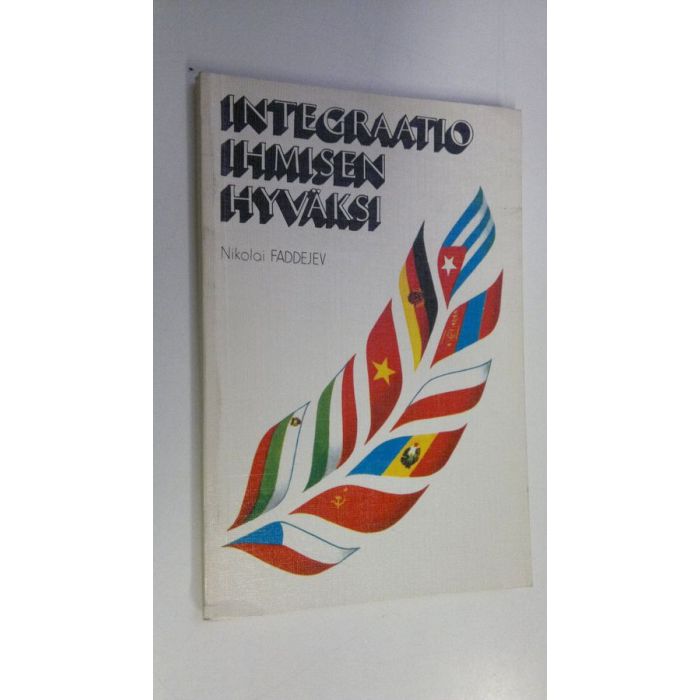 INTEGRAATIO
IHMISEN
HYVÄKSI
Nikolai FADDEJEV